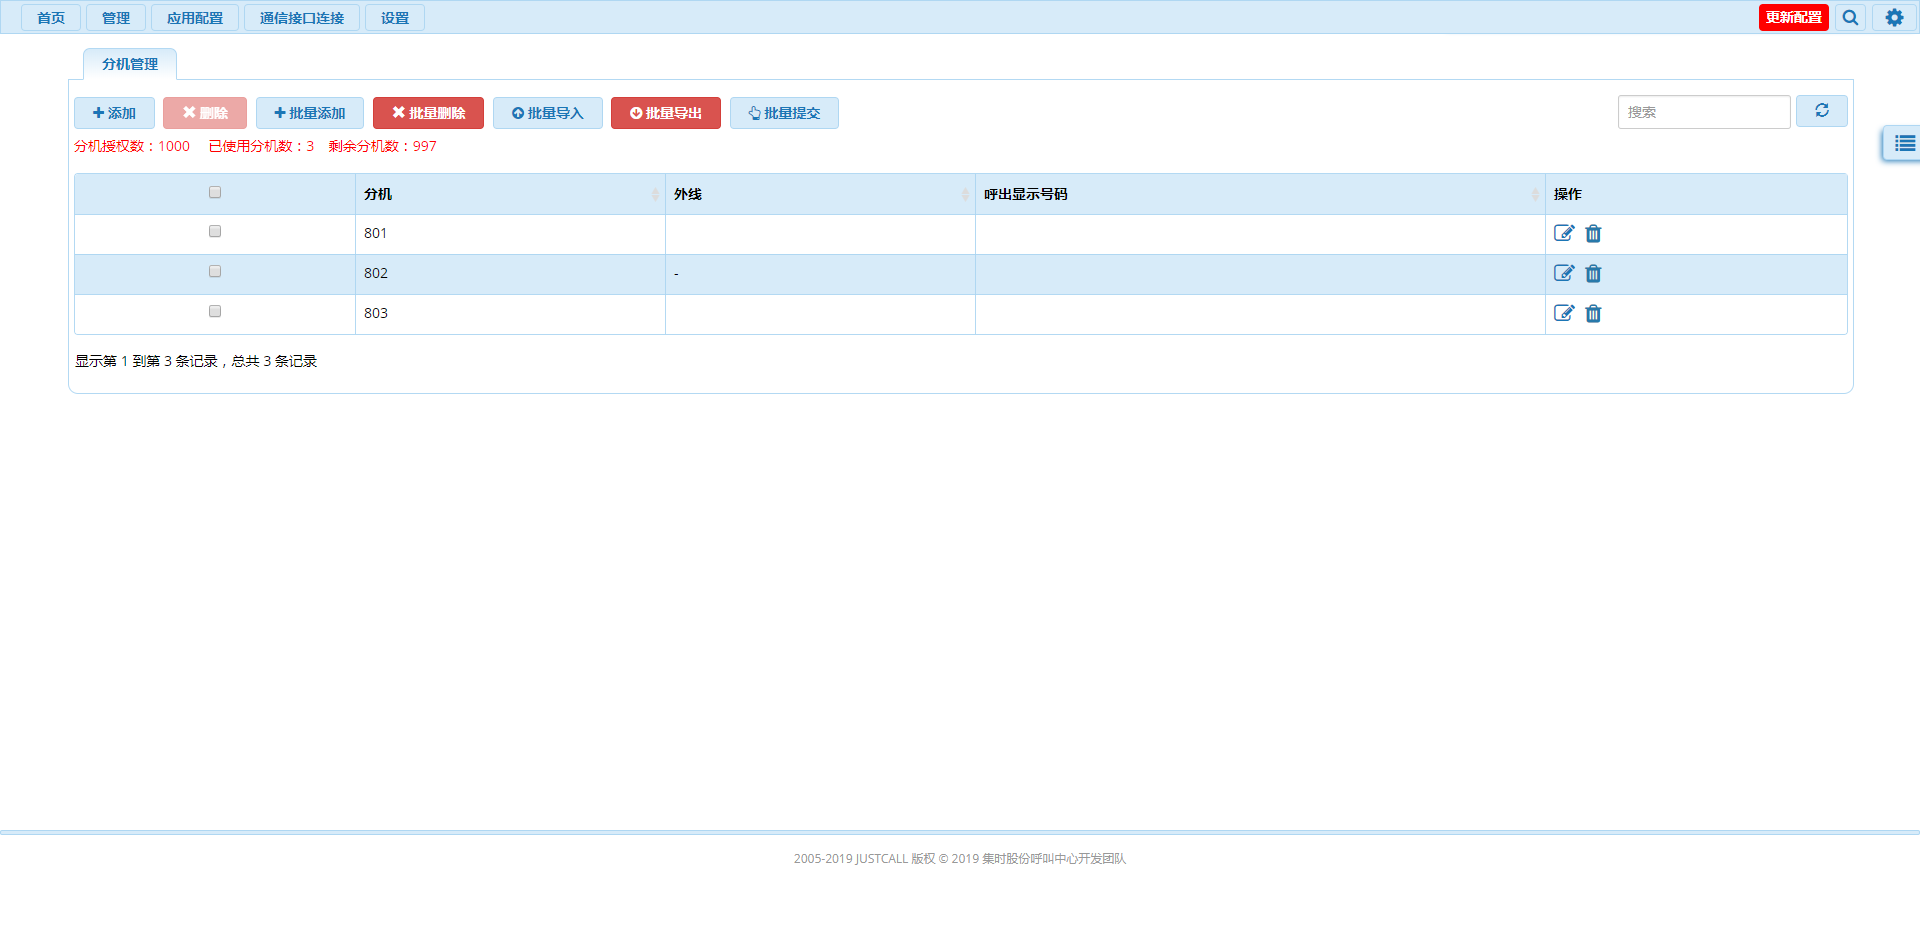 首页 管理 应用配置 通信接口连接 设置 更新配置
分机管理
添加 删除 批量添加 批量删除 批量导入 批量导出 批量提交 搜索
分机授权数：1000 已使用分机数：3 剩余分机数：997
分机 外线 呼出显示号码 操作
801
802 -
803
显示第 1 到第 3 条记录，总共 3 条记录
2005-2019 JUSTCALL 版权 © 2019 集时股份呼叫中心开发团队